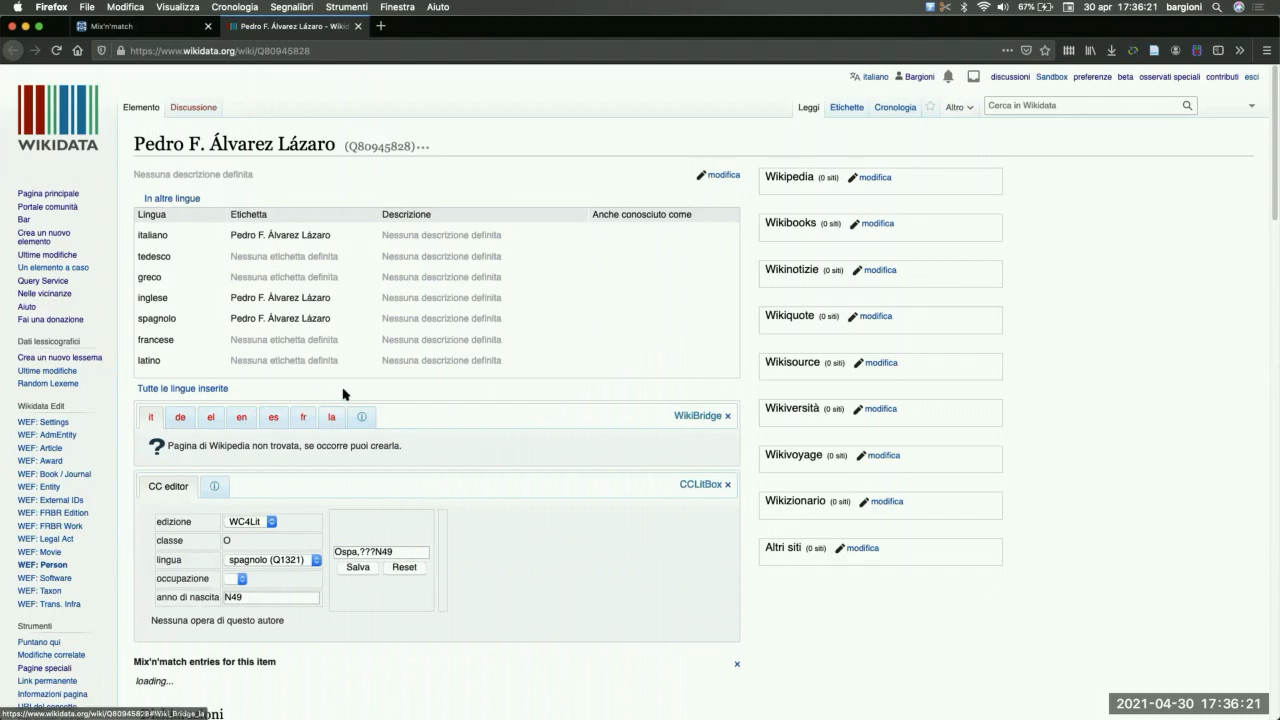 Firefox File Modifica Visualizza Cronologia Segnalibri Strumenti Finestra Aiuto 67% 30 apr 17:36:21 bargioni
Mix'n'match
Pedro F. Álvarez Lázaro - Wikid
https://www.wikidata.org/wiki/Q80945828
italiano Bargioni discussioni Sandbox preferenze beta osservati speciali contributi esci
Elemento Discussione Leggi Etichette Cronologia Altro Cerca in Wikidata
WIKIDATA
Pagina principale
Portale comunità
Bar
Crea un nuovo
elemento
Ultime modifiche
Un elemento a caso
Query Service
Nelle vicinanze
Aiuto
Fai una donazione
Dati lessicografici
Crea un nuovo lessema
Ultime modifiche
Random Lexeme
Wikidata Edit
WEF: Settings
WEF: AdmEntity
WEF: Article
WEF: Award
WEF: Book / Journal
WEF: Entity
WEF: External IDs
WEF: FRBR Edition
WEF: FRBR Work
WEF: Legal Act
WEF: Movie
WEF: Person
WEF: Software
WEF: Taxon
WEF: Trans. Infra
Strumenti
Puntano qui
Modifiche correlate
Pagine speciali
Link permanente
Informazioni pagina
Pedro F. Álvarez Lázaro (Q80945828)
Nessuna descrizione definita modifica
In altre lingue
Lingua Etichetta Descrizione Anche conosciuto come
italiano Pedro F. Álvarez Lázaro Nessuna descrizione definita
tedesco Nessuna etichetta definita Nessuna descrizione definita
greco Nessuna etichetta definita Nessuna descrizione definita
inglese Pedro F. Álvarez Lázaro Nessuna descrizione definita
spagnolo Pedro F. Álvarez Lázaro Nessuna descrizione definita
francese Nessuna etichetta definita Nessuna descrizione definita
latino Nessuna etichetta definita Nessuna descrizione definita
Tutte le lingue inserite
it de el en es fr la WikiBridge
Pagina di Wikipedia non trovata, se occorre puoi crearla.
CC editor CCLitBox
edizione WC4Lit
classe O
lingua spagnolo (Q1321)
occupazione
anno di nascita N49
Ospa,???N49
Salva Reset
Nessuna opera di questo autore
Mix'n'match entries for this item
loading...
Wikipedia (0 siti) modifica
Wikibooks (0 siti) modifica
Wikinotizie (0 siti) modifica
Wikiquote (0 siti) modifica
Wikisource (0 siti) modifica
Wikiversità (0 siti) modifica
Wikivoyage (0 siti) modifica
Wikizionario (0 siti) modifica
Altri siti (0 siti) modifica
https://www.wikidata.org/wiki/Q80945828#Wiki_Bridge_la
2021-04-30 17:36:21